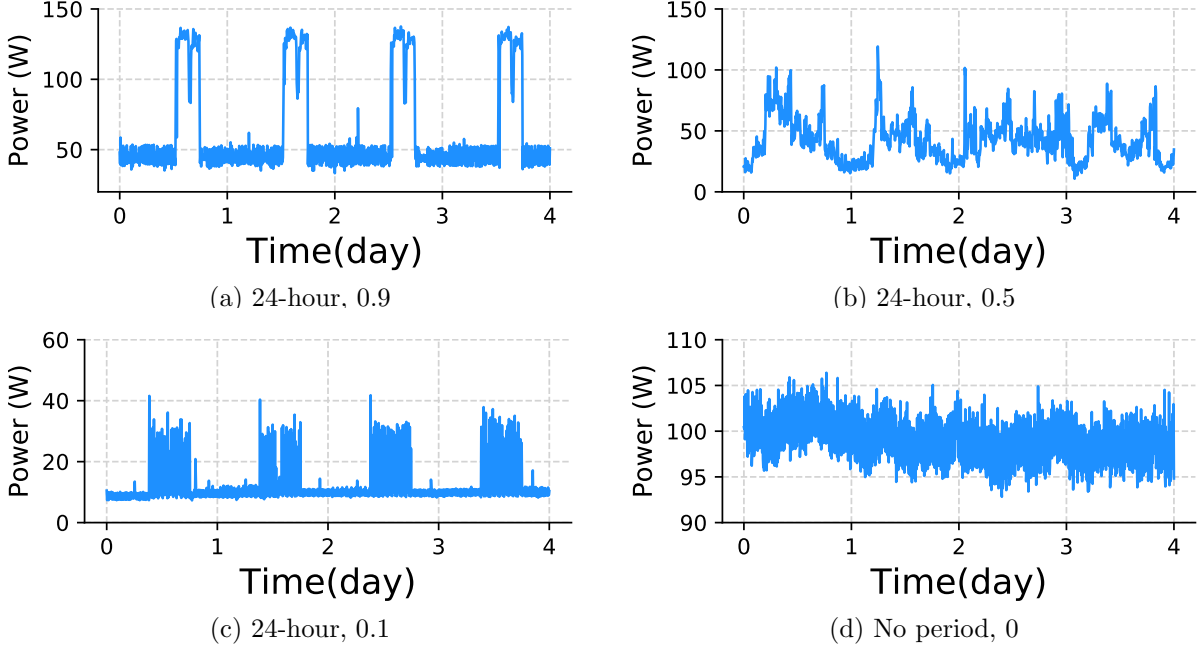 150
100
50
Power (W)
0 1 2 3 4
Time(day)
(a) 24-hour, 0.9
150
100
50
0
Power (W)
0 1 2 3 4
Time(day)
(b) 24-hour, 0.5
60
40
20
0
Power (W)
0 1 2 3 4
Time(day)
(c) 24-hour, 0.1
110
105
100
95
90
Power (W)
0 1 2 3 4
Time(day)
(d) No period, 0